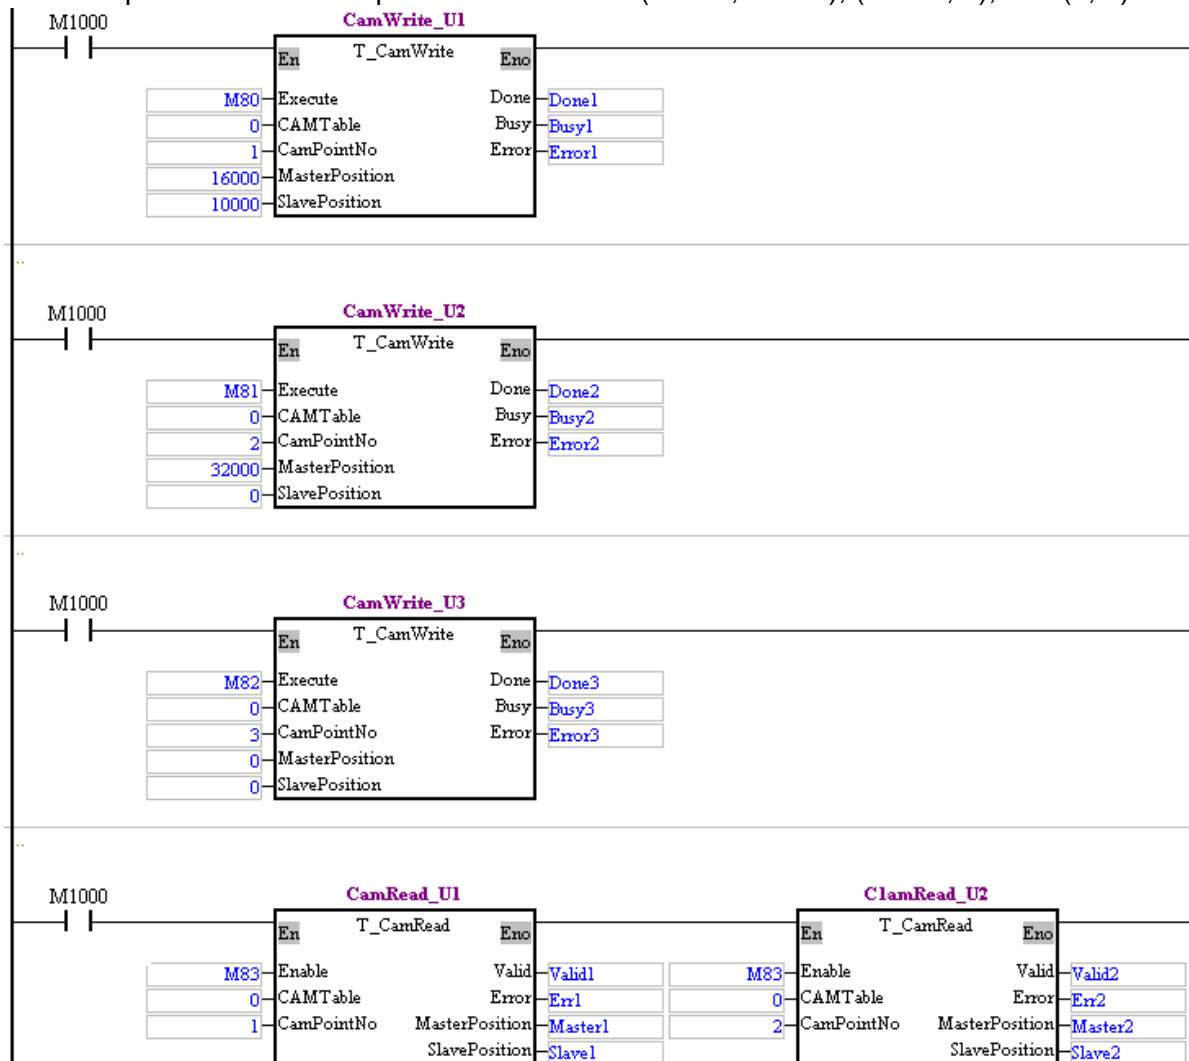 M1000
CamWrite_U1
En T_CamWrite Eno
M80 Execute Done Done1
0 CAMTable Busy Busy1
1 CamPointNo Error Error1
16000 MasterPosition
10000 SlavePosition
M1000
CamWrite_U2
En T_CamWrite Eno
M81 Execute Done Done2
0 CAMTable Busy Busy2
2 CamPointNo Error Error2
32000 MasterPosition
0 SlavePosition
M1000
CamWrite_U3
En T_CamWrite Eno
M82 Execute Done Done3
0 CAMTable Busy Busy3
3 CamPointNo Error Error3
0 MasterPosition
0 SlavePosition
M1000
CamRead_U1 ClamRead_U2
En T_CamRead Eno En T_CamRead Eno
M83 Enable Valid Valid1 M83 Enable Valid Valid2
0 CAMTable Error Err1 0 CAMTable Error Err2
1 CamPointNo MasterPosition Master1 2 CamPointNo MasterPosition Master2
SlavePosition Slave1 SlavePosition Slave2